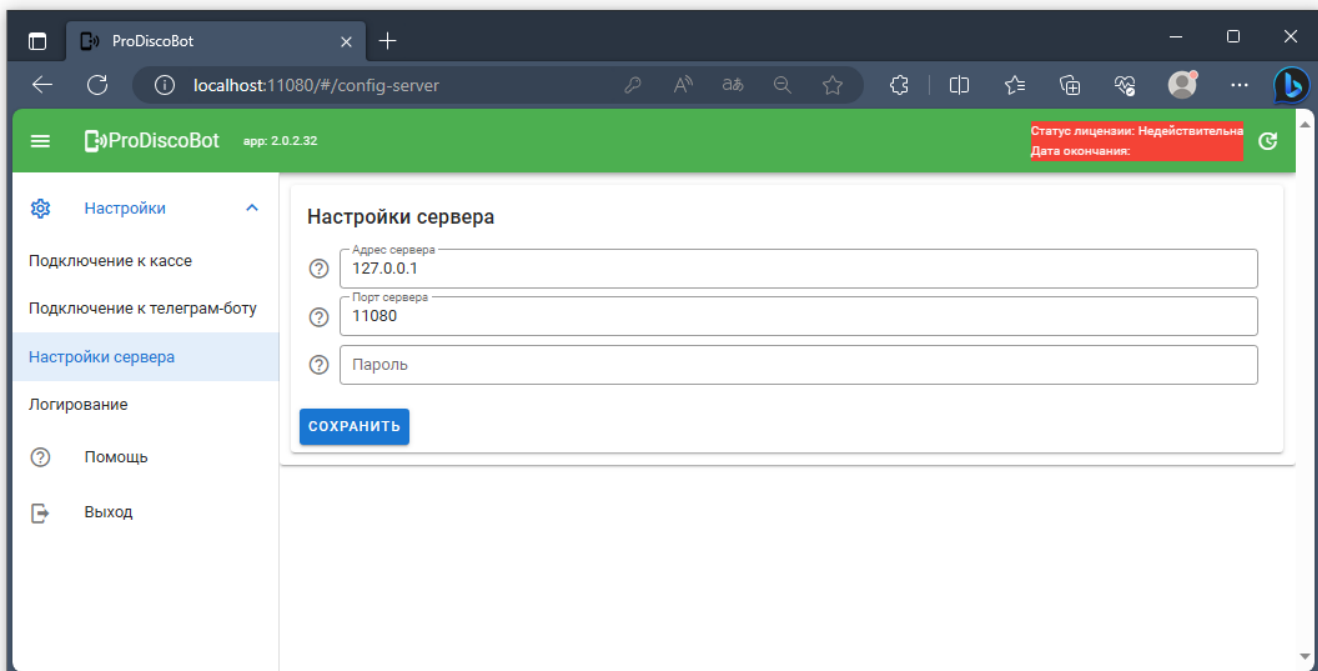 ProDiscoBot
localhost:11080/#/config-server
ProDiscoBot app: 2.0.2.32
Статус лицензии: Недействительна
Дата окончания:
Настройки
Подключение к кассе
Подключение к телеграм-боту
Настройки сервера
Логирование
Помощь
Выход
Настройки сервера
Адрес сервера
127.0.0.1
Порт сервера
11080
Пароль
СОХРАНИТЬ